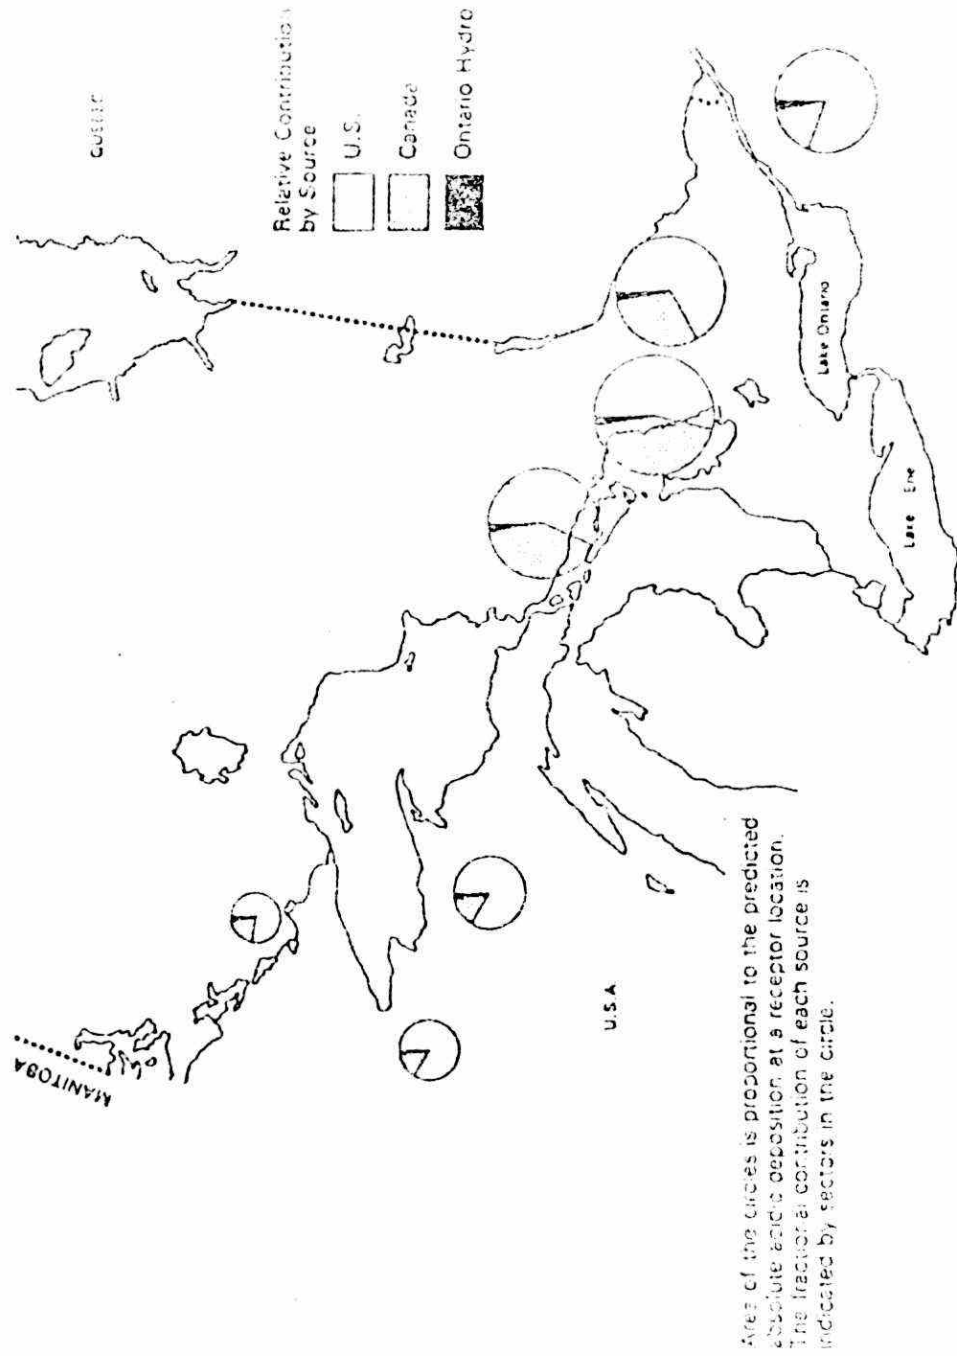 QUEBEC
Relative Contribution
by Source
U.S.
Canada
Ontario Hydro
MANITOBA
Lake Ontario
Lake Erie
U.S.A.
Area of the circles is proportional to the predicted
absolute acidic deposition at a receptor location.
The fractional contribution of each source is
indicated by sectors in the circle.